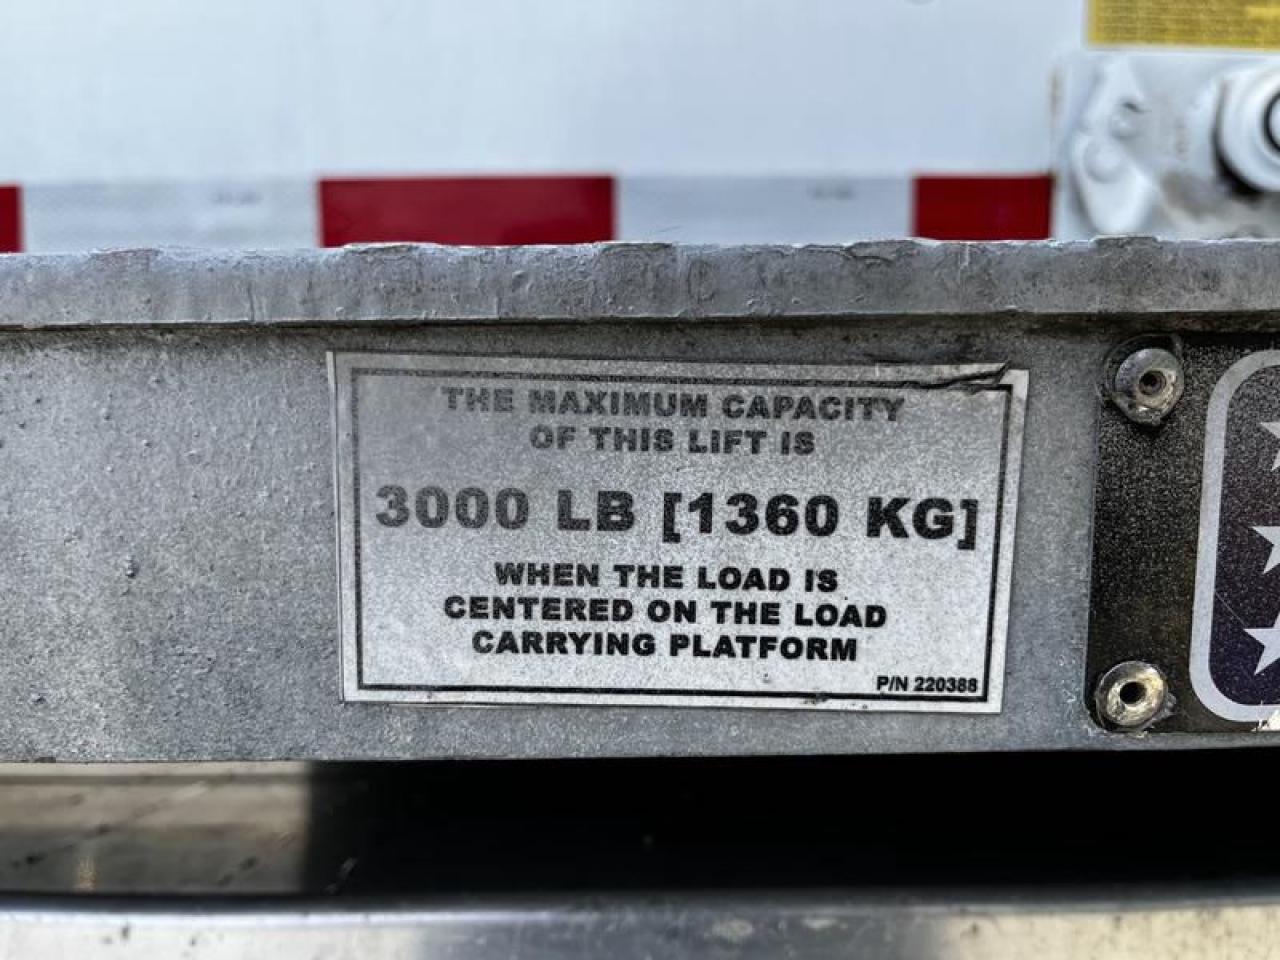 THE MAXIMUM CAPACITY
OF THIS LIFT IS
3000 LB [1360 KG]
WHEN THE LOAD IS
CENTERED ON THE LOAD
CARRYING PLATFORM
P/N 220388